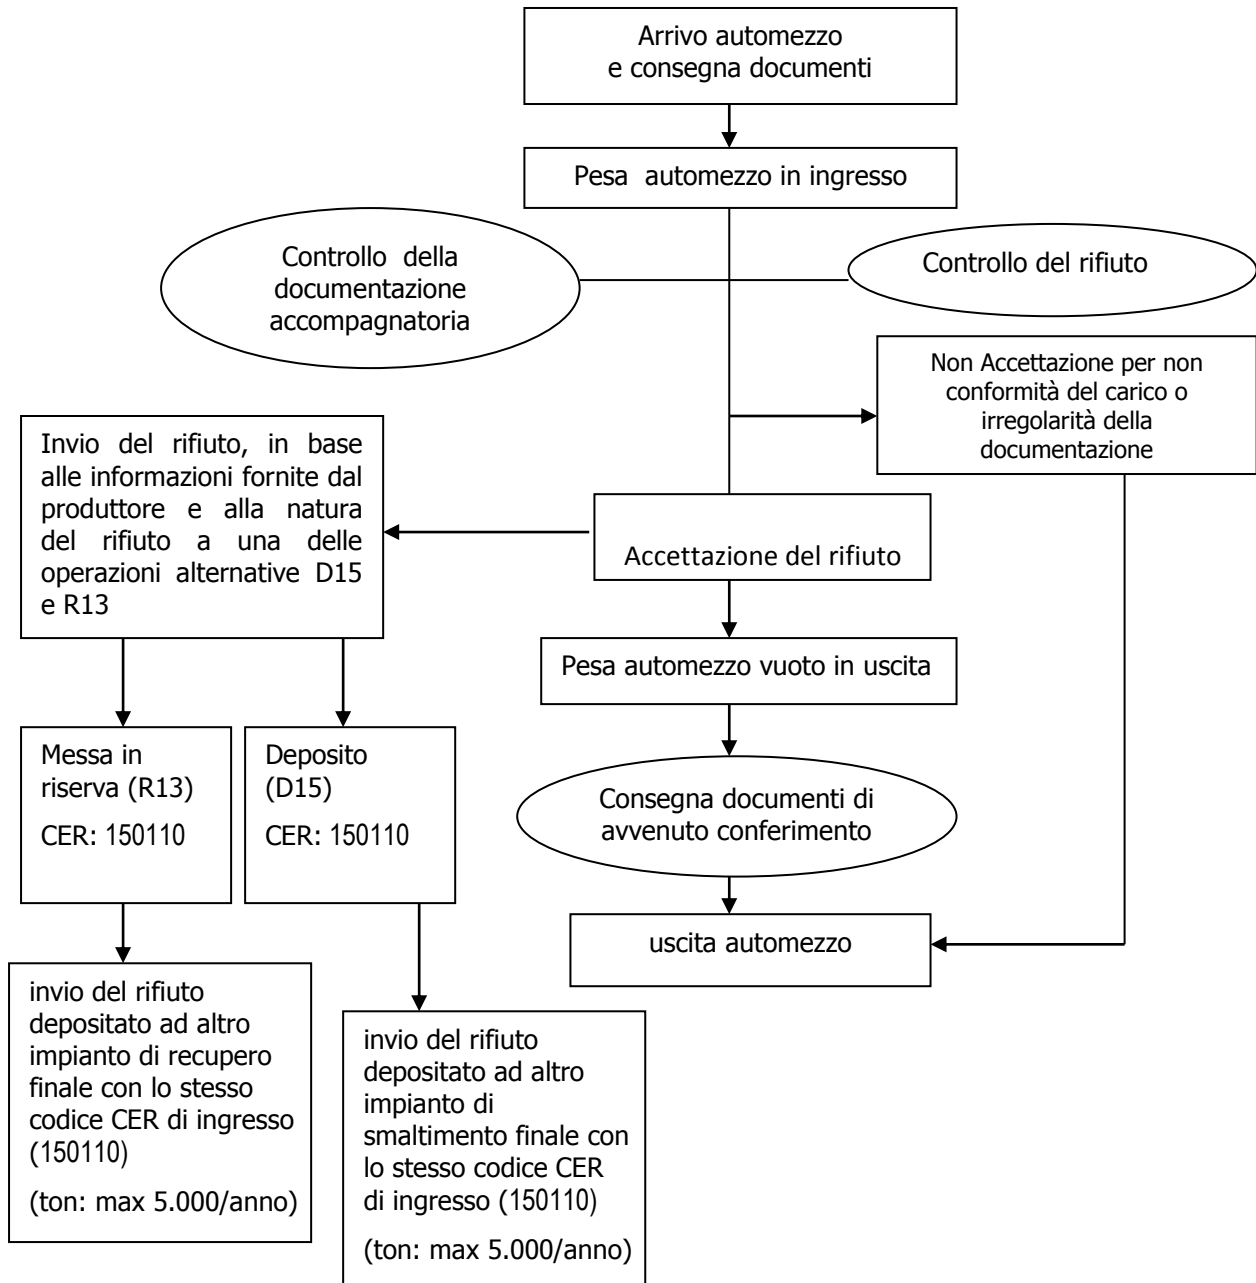 Arrivo automezzo
e consegna documenti
Pesa automezzo in ingresso
Controllo della
documentazione
accompagnatoria
Controllo del rifiuto
Non Accettazione per non
conformità del carico o
irregolarità della
documentazione
Invio del rifiuto, in base
alle informazioni fornite dal
produttore e alla natura
del rifiuto a una delle
operazioni alternative D15
e R13
Accettazione del rifiuto
Pesa automezzo vuoto in uscita
Messa in
riserva (R13)
CER: 150110
Deposito
(D15)
CER: 150110
Consegna documenti di
avvenuto conferimento
uscita automezzo
invio del rifiuto
depositato ad altro
impianto di recupero
finale con lo stesso
codice CER di ingresso
(150110)
(ton: max 5.000/anno)
invio del rifiuto
depositato ad altro
impianto di
smaltimento finale con
lo stesso codice CER
di ingresso (150110)
(ton: max 5.000/anno)